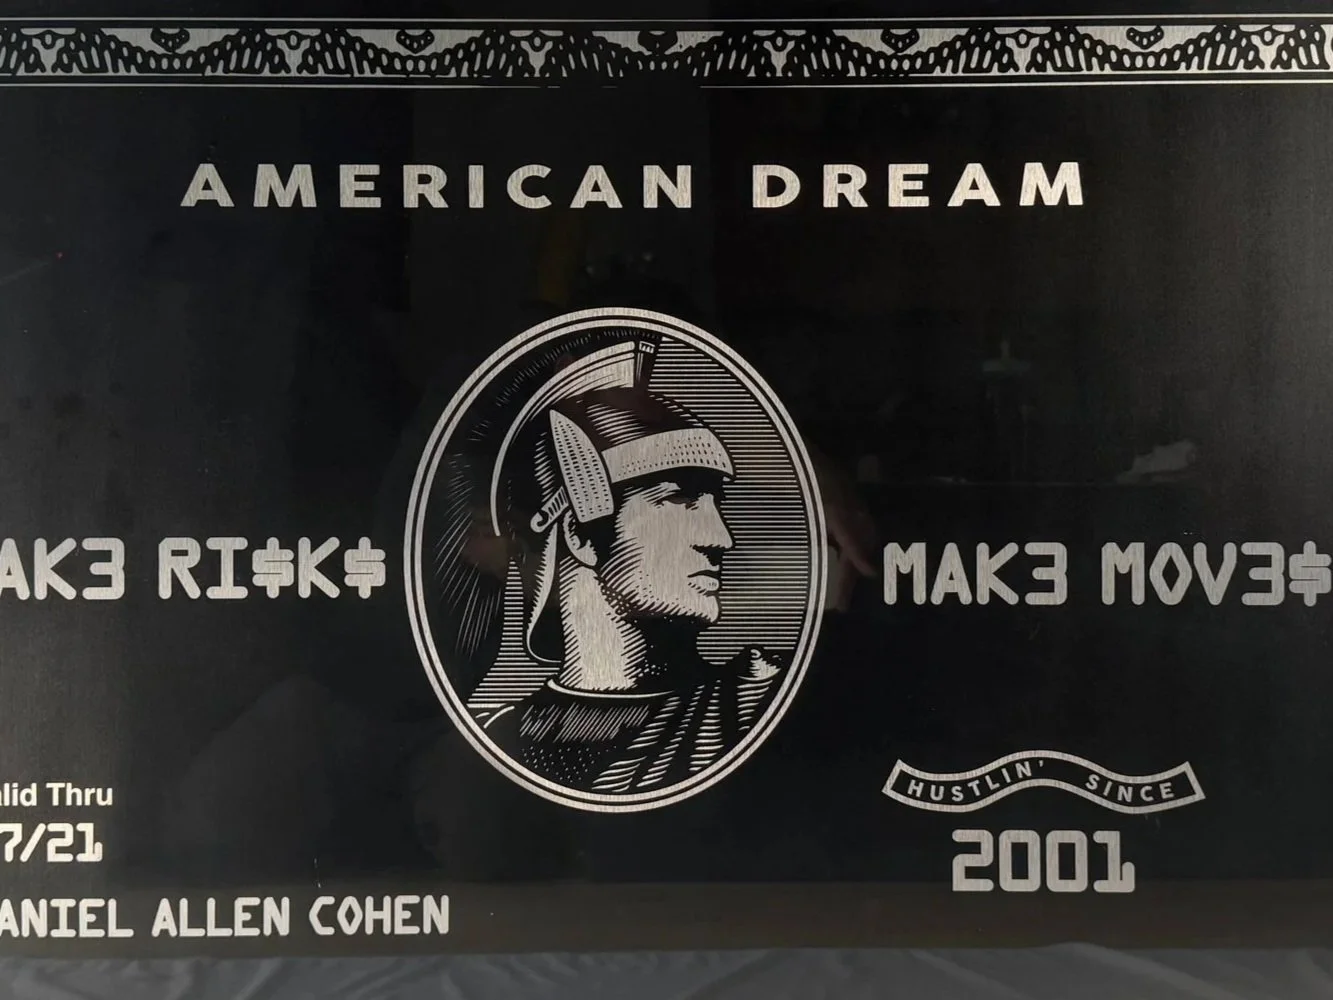 AMERICAN DREAM
AK3 RI$K$ MAK3 MOV3$
HUSTLIN' SINCE
2001
alid Thru
7/21
ANIEL ALLEN COHEN